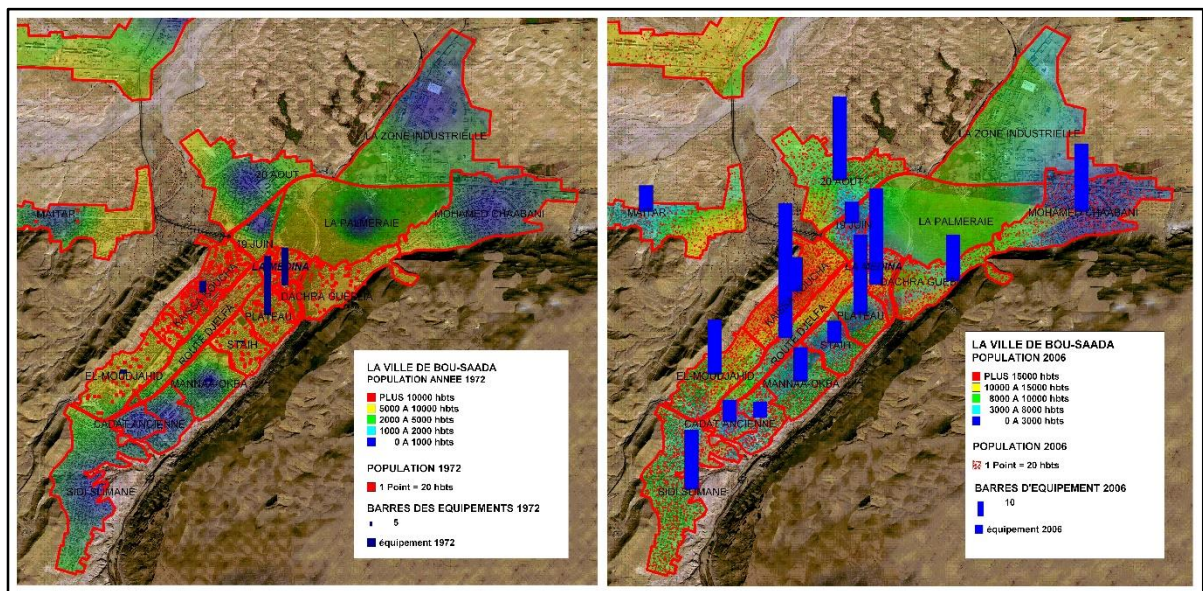 LA ZONE INDUSTRIELLE
20 AOUT
MAITAR
MOHAMED CHAABANI
LA PALMERAIE
19 JUIN
LA MEDINA
DACHRA GUEBLIA
PLATEAU
ROUTE DJELFA
STAIH
EL-MOUDJAHID
MANNAA-OKBA
CADAT ANCIENNE
SIDI SLIMANE
LA VILLE DE BOU-SAADA
POPULATION ANNEE 1972
PLUS 10000 hbts
5000 A 10000 hbts
2000 A 5000 hbts
1000 A 2000 hbts
0 A 1000 hbts
POPULATION 1972
1 Point = 20 hbts
BARRES DES EQUIPEMENTS 1972
5
équipement 1972
LA ZONE INDUSTRIELLE
20 AOUT
MAITAR
MOHAMED CHAABANI
LA PALMERAIE
19 JUIN
LA MEDINA
DACHRA
PLATEAU
ROUTE DJELFA
STAIH
EL-MOUDJAHID
MANNAA-OKBA
CADAT ANCIENNE
SIDI SLIMANE
LA VILLE DE BOU-SAADA
POPULATION 2006
PLUS 15000 hbts
10000 A 15000 hbts
8000 A 10000 hbts
3000 A 8000 hbts
0 A 3000 hbts
POPULATION 2006
1 Point = 20 hbts
BARRES D'EQUIPEMENT 2006
10
équipement 2006